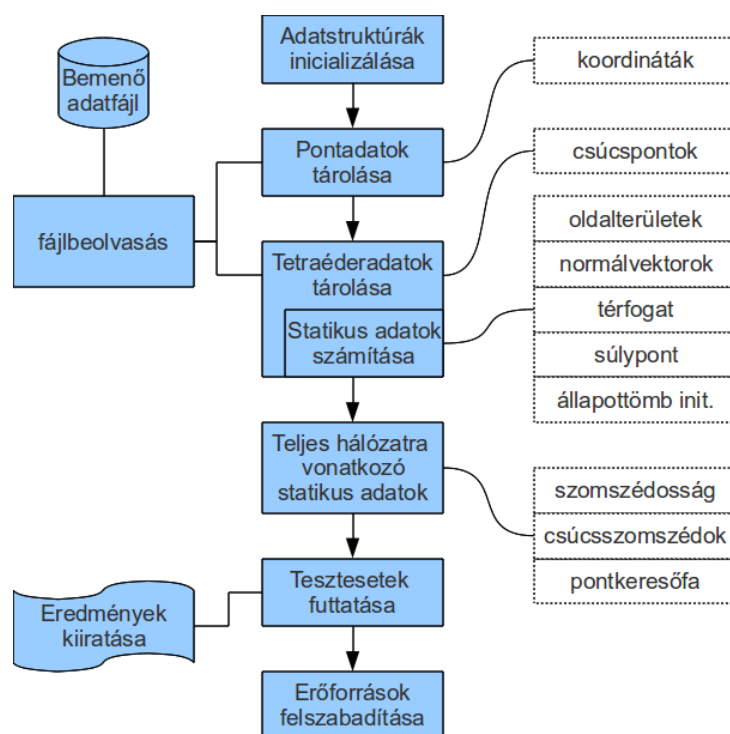 Adatstruktúrák
inicializálása
Bemenő
adatfájl
koordináták
Pontadatok
tárolása
csúcspontok
fájlbeolvasás
Tetraéderadatok
tárolása
Statikus adatok
számítása
oldalterületek
normálvektorok
térfogat
súlypont
állapottömb init.
Teljes hálózatra
vonatkozó
statikus adatok
szomszédosság
csúcsszomszédok
pontkeresőfa
Tesztesetek
futtatása
Eredmények
kiiratása
Erőforrások
felszabadítása